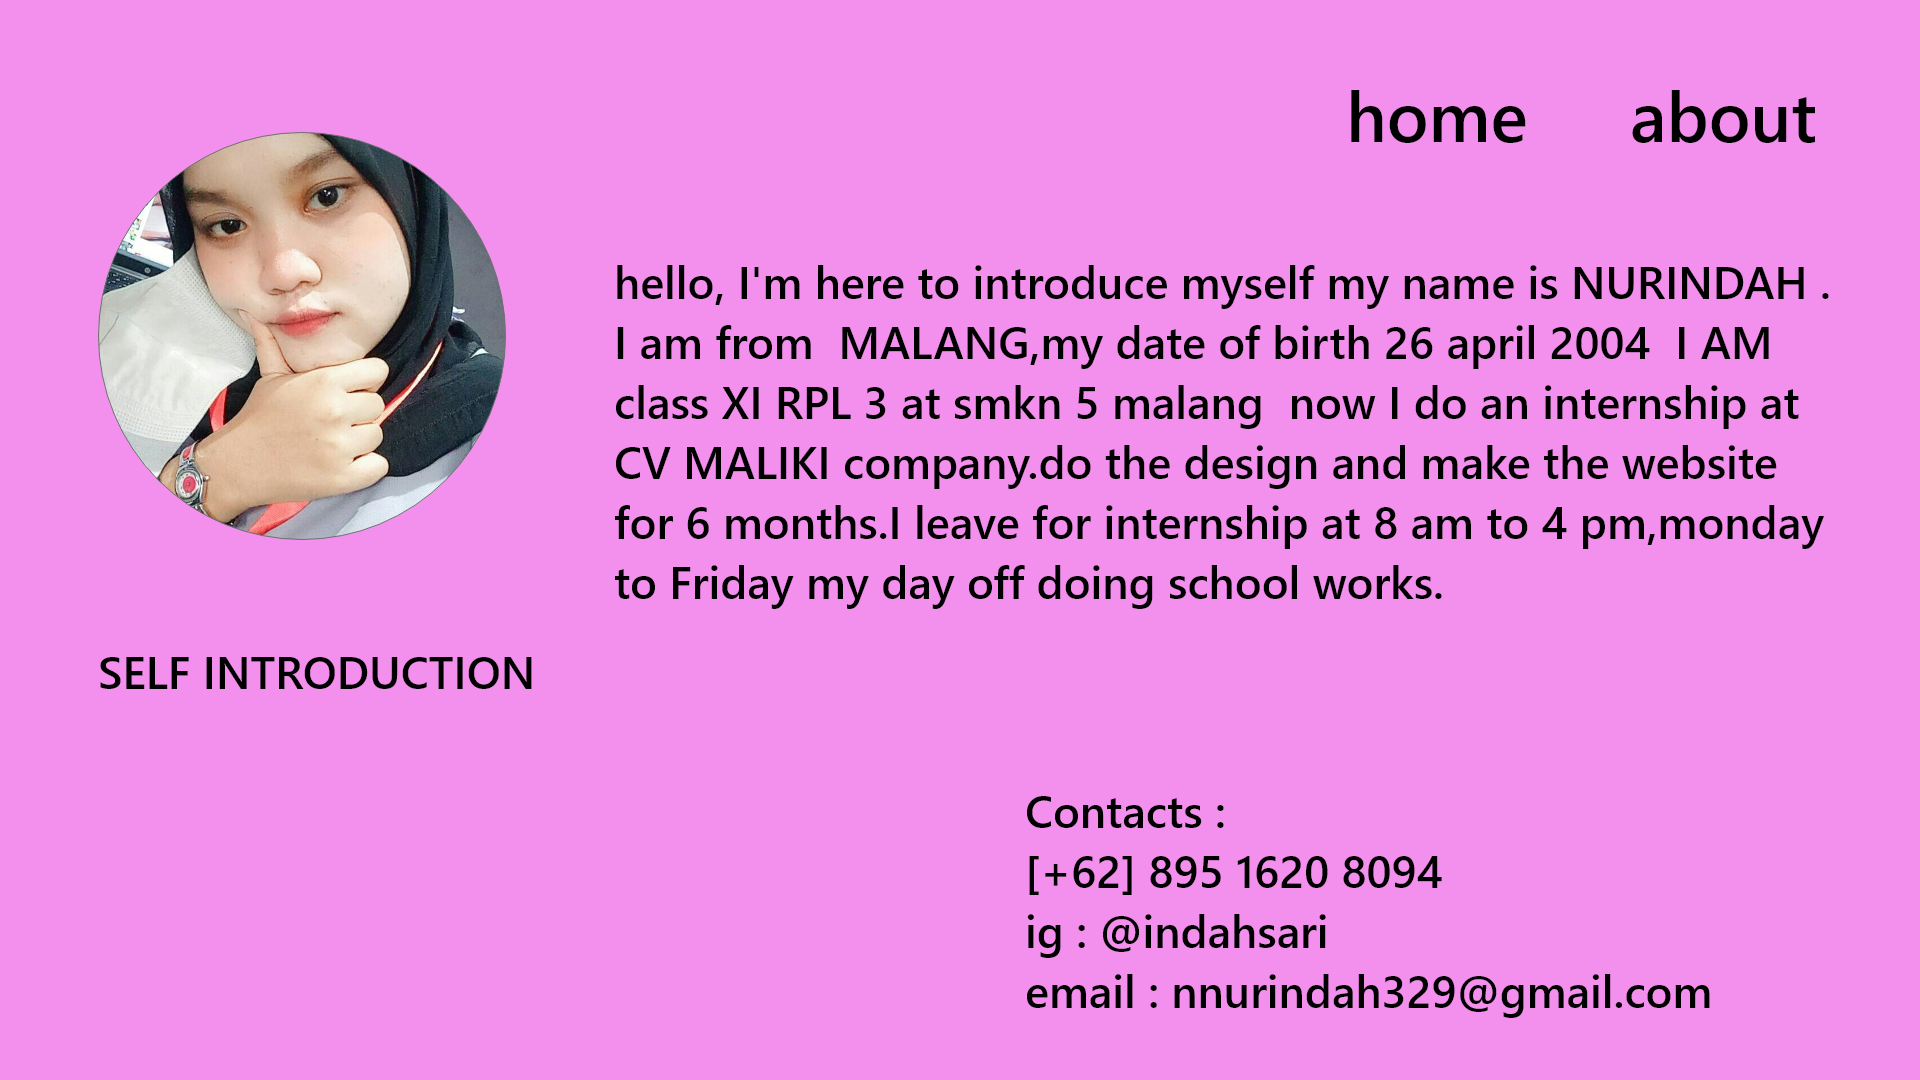 home about
hello, I'm here to introduce myself my name is NURINDAH .
I am from  MALANG,my date of birth 26 april 2004  I AM
class XI RPL 3 at smkn 5 malang  now I do an internship at
CV MALIKI company.do the design and make the website
for 6 months.I leave for internship at 8 am to 4 pm,monday
to Friday my day off doing school works.
SELF INTRODUCTION
Contacts :
[+62] 895 1620 8094
ig : @indahsari
email : nnurindah329@gmail.com